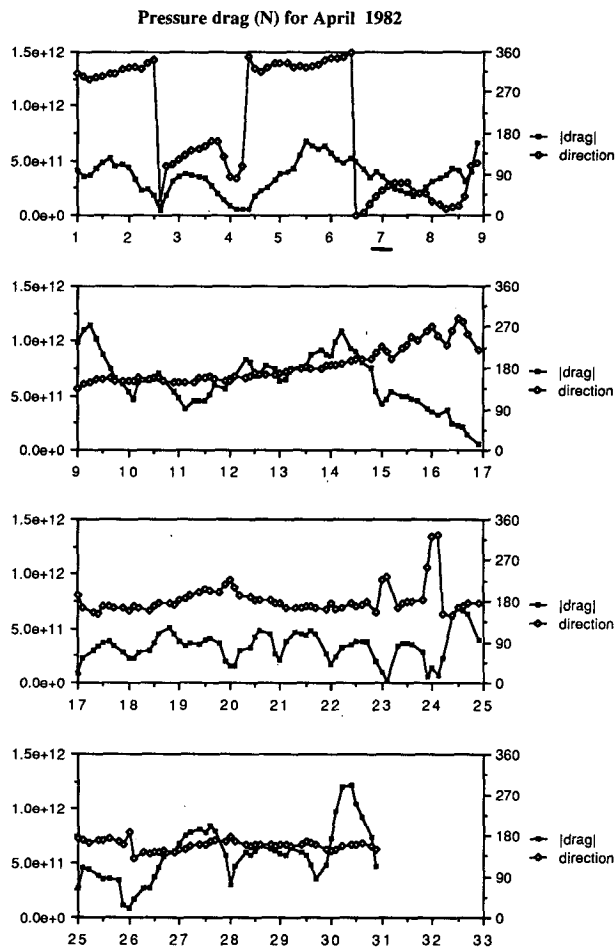 Pressure drag (N) for April 1982
1.5e+12
360
270
1.0e+12
180
|drag|
5.0e+11
direction
90
0.0e+0
0
1 2 3 4 5 6 7 8 9
1.5e+12
360
270
1.0e+12
180
|drag|
5.0e+11
direction
90
0.0e+0
0
9 10 11 12 13 14 15 16 17
1.5e+12
360
270
1.0e+12
180
|drag|
5.0e+11
direction
90
0.0e+0
0
17 18 19 20 21 22 23 24 25
1.5e+12
360
270
1.0e+12
180
|drag|
5.0e+11
direction
90
0.0e+0
0
25 26 27 28 29 30 31 32 33